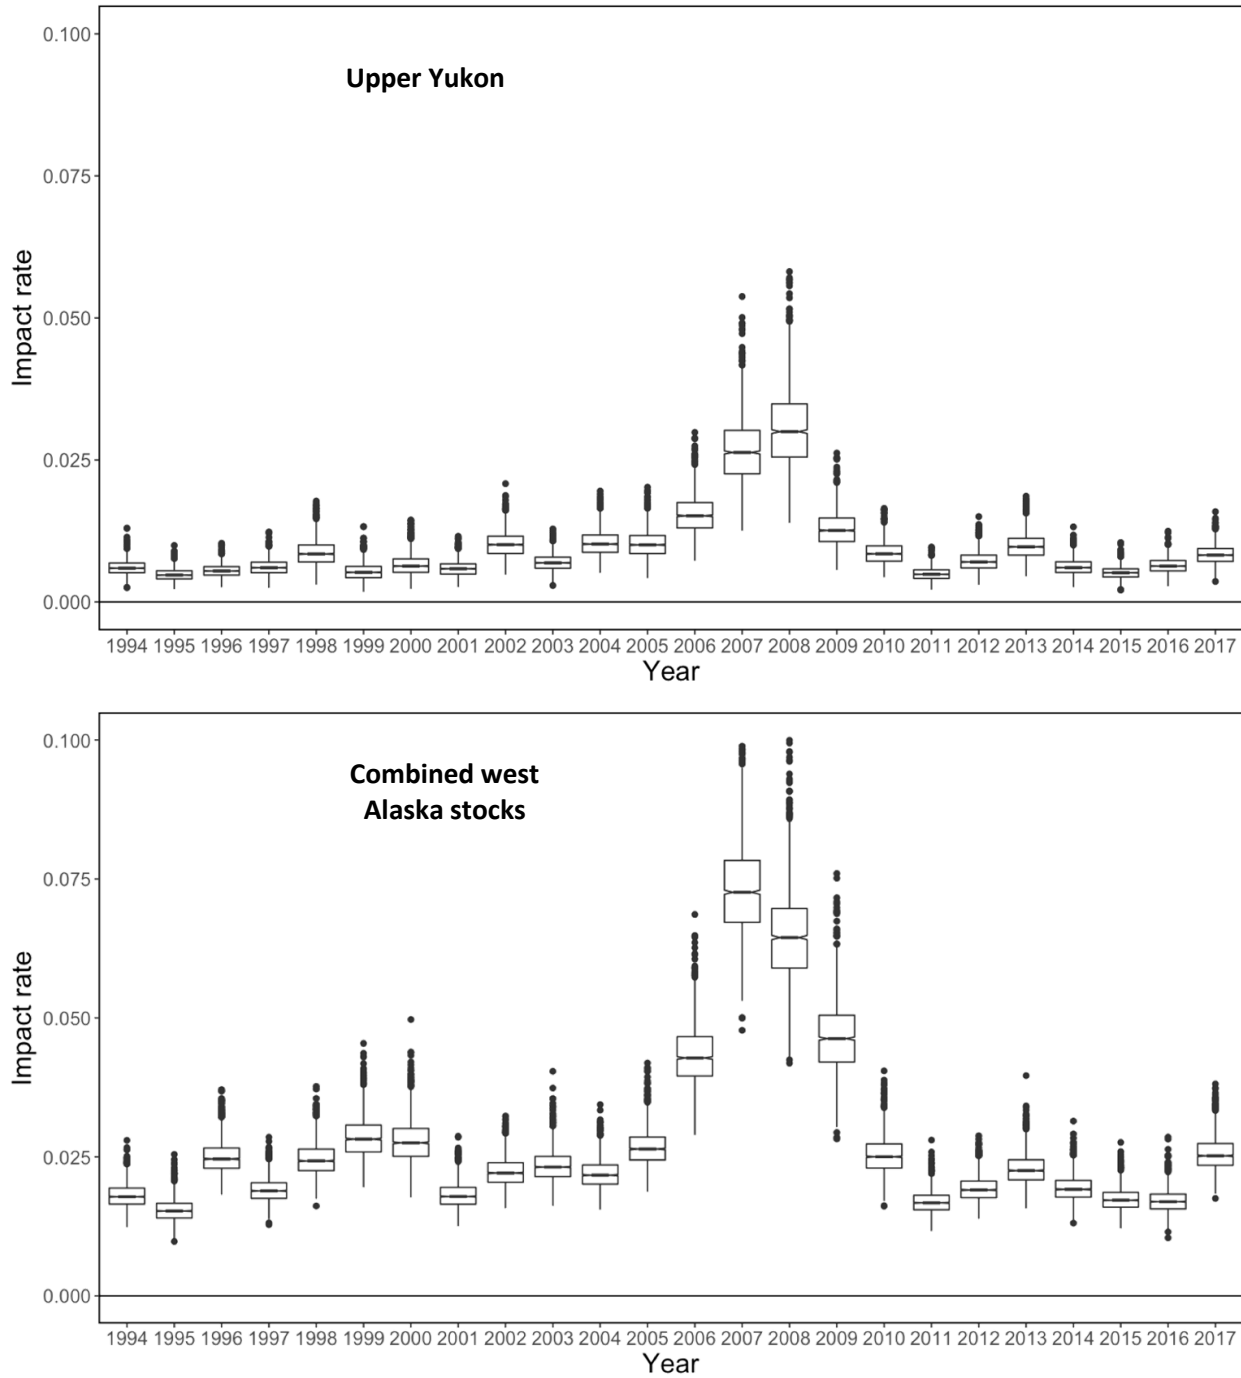 0.100
Upper Yukon
0.075
Impact rate
0.050
0.025
0.000
1994 1995 1996 1997 1998 1999 2000 2001 2002 2003 2004 2005 2006 2007 2008 2009 2010 2011 2012 2013 2014 2015 2016 2017
Year
0.100
Combined west
Alaska stocks
0.075
Impact rate
0.050
0.025
0.000
1994 1995 1996 1997 1998 1999 2000 2001 2002 2003 2004 2005 2006 2007 2008 2009 2010 2011 2012 2013 2014 2015 2016 2017
Year